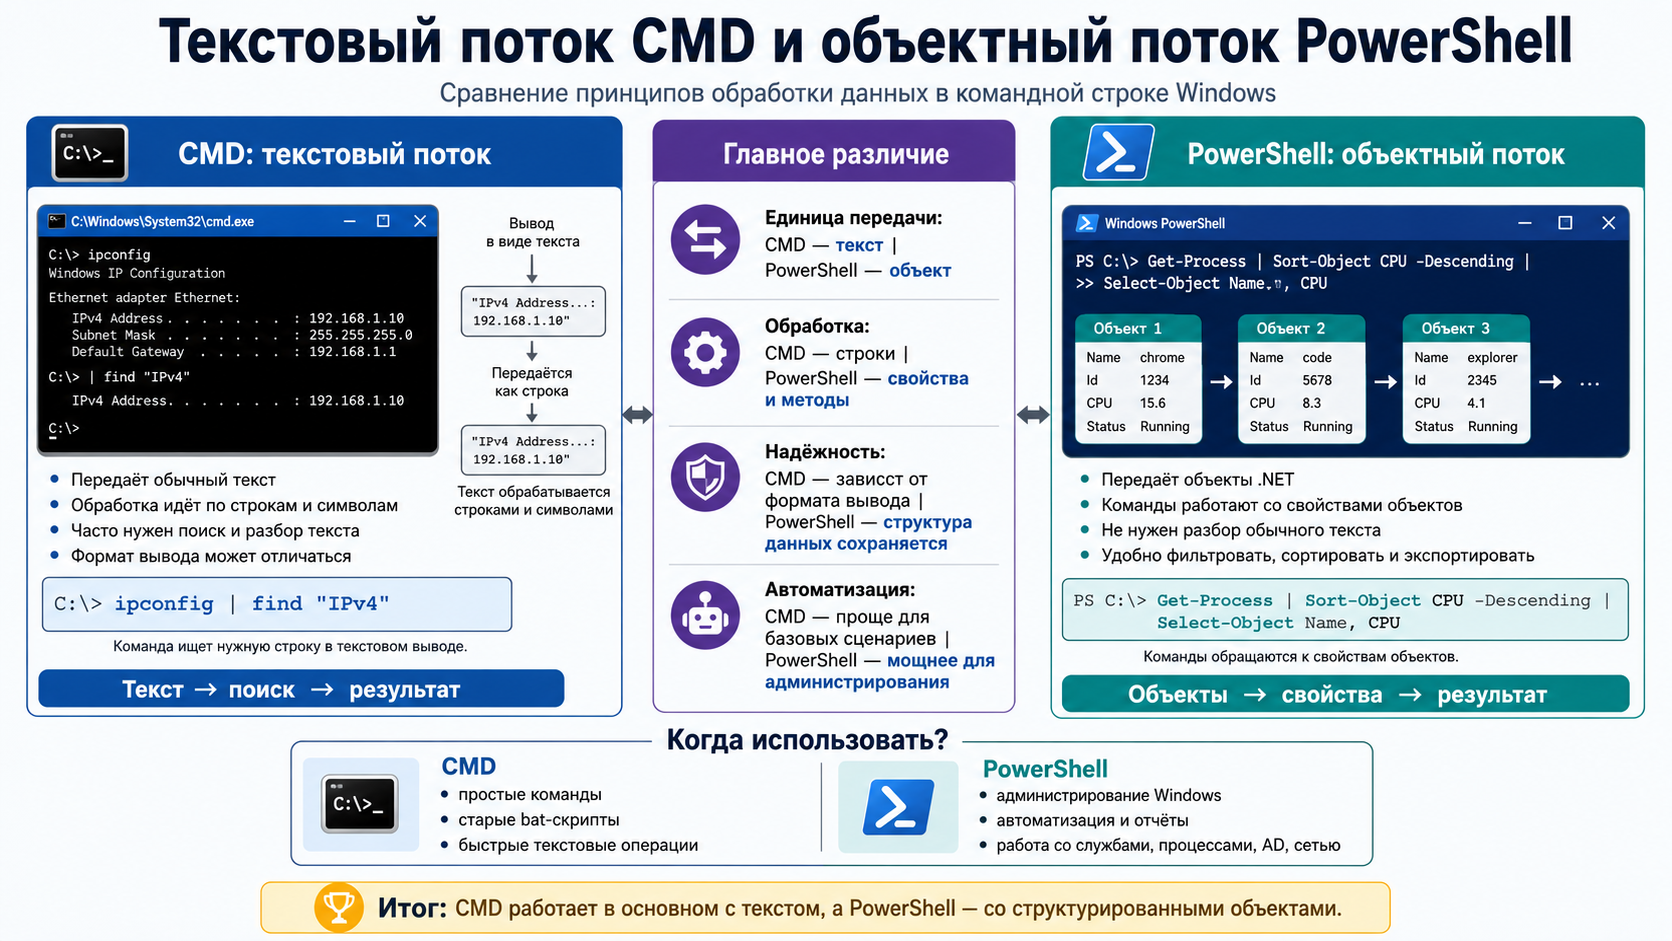 Текстовый поток CMD и объектный поток PowerShell
Сравнение принципов обработки данных в командной строке Windows
C:\>_
CMD: текстовый поток
C:\Windows\System32\cmd.exe
C:\> ipconfig
Windows IP Configuration
Ethernet adapter Ethernet:
IPv4 Address . . . . . . . : 192.168.1.10
Subnet Mask . . . . . . . : 255.255.255.0
Default Gateway . . . . . : 192.168.1.1
C:\> | find "IPv4"
IPv4 Address. . . . . . . : 192.168.1.10
C:\>
Вывод
в виде текста
"IPv4 Address...:
192.168.1.10"
Передаётся
как строка
"IPv4 Address...:
192.168.1.10"
Текст обрабатывается
строками и символами
• Передаёт обычный текст
• Обработка идёт по строкам и символам
• Часто нужен поиск и разбор текста
• Формат вывода может отличаться
C:\> ipconfig | find "IPv4"
Команда ищет нужную строку в текстовом выводе.
Текст → поиск → результат
Главное различие
Единица передачи:
CMD — текст |
PowerShell — объект
Обработка:
CMD — строки |
PowerShell — свойства
и методы
Надёжность:
CMD — зависст от
формата вывода |
PowerShell — структура
данных сохраняется
Автоматизация:
CMD — проще для
базовых сценариев |
PowerShell — мощнее для
администрирования
PowerShell: объектный поток
Windows PowerShell
PS C:\> Get-Process | Sort-Object CPU -Descending |
>> Select-Object Name, CPU
Объект 1
Name chrome
Id 1234
CPU 15.6
Status Running
Объект 2
Name code
Id 5678
CPU 8.3
Status Running
Объект 3
Name explorer
Id 2345
CPU 4.1
Status Running
...
• Передаёт объекты .NET
• Команды работают со свойствами объектов
• Не нужен разбор обычного текста
• Удобно фильтровать, сортировать и экспортировать
PS C:\> Get-Process | Sort-Object CPU -Descending |
Select-Object Name, CPU
Команды обращаются к свойствам объектов.
Объекты → свойства → результат
Когда использовать?
C:\>_
CMD
• простые команды
• старые bat-скрипты
• быстрые текстовые операции
PowerShell
• администрирование Windows
• автоматизация и отчёты
• работа со службами, процессами, AD, сетью
Итог: CMD работает в основном с текстом, а PowerShell — со структурированными объектами.